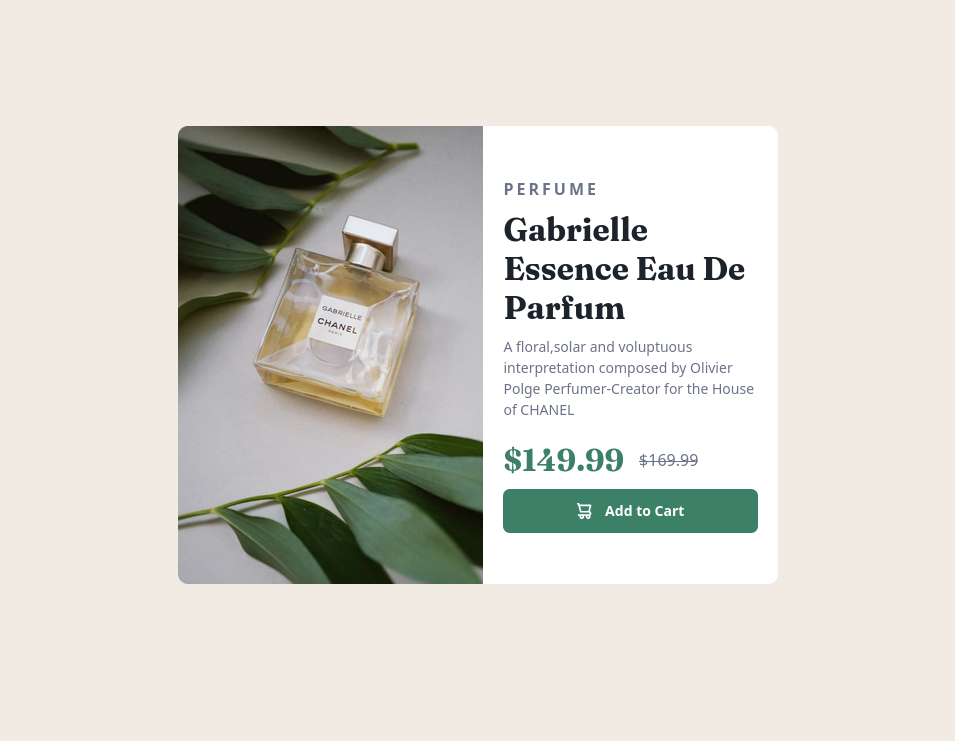 GABRIELLE
CHANEL
PARIS
PERFUME
Gabrielle
Essence Eau De
Parfum
A floral,solar and voluptuous
interpretation composed by Olivier
Polge Perfumer-Creator for the House
of CHANEL
$149.99 $169.99
Add to Cart